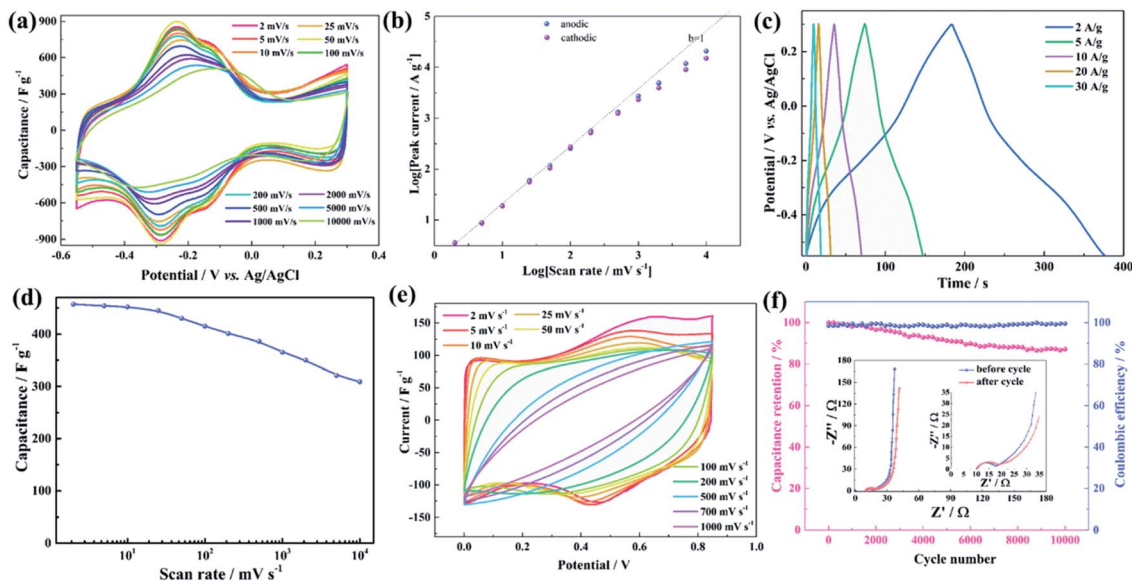 (a)
900
600
300
0
-300
-600
-900
Capacitance / F g⁻¹
2 mV/s
5 mV/s
10 mV/s
25 mV/s
50 mV/s
100 mV/s
200 mV/s
500 mV/s
1000 mV/s
2000 mV/s
5000 mV/s
10000 mV/s
-0.6 -0.4 -0.2 0.0 0.2 0.4
Potential / V vs. Ag/AgCl
(b)
5
4
3
2
1
Log[Peak current / A g⁻¹]
anodic
cathodic
b=1
0 1 2 3 4
Log[Scan rate / mV s⁻¹]
(c)
0.2
0.0
-0.2
-0.4
Potential / V vs. Ag/AgCl
2 A/g
5 A/g
10 A/g
20 A/g
30 A/g
0 100 200 300 400
Time / s
(d)
450
300
150
0
Capacitance / F g⁻¹
10¹ 10² 10³ 10⁴
Scan rate / mV s⁻¹
(e)
150
100
50
0
-50
-100
-150
Current / F g⁻¹
2 mV s⁻¹
5 mV s⁻¹
10 mV s⁻¹
25 mV s⁻¹
50 mV s⁻¹
100 mV s⁻¹
200 mV s⁻¹
500 mV s⁻¹
700 mV s⁻¹
1000 mV s⁻¹
0.0 0.2 0.4 0.6 0.8 1.0
Potential / V
(f)
100
80
60
40
20
0
Capacitance retention / %
-180
-150
-120
-90
-60
-30
0
-Z'' / Ω
before cycle
after cycle
-40
-30
-20
-10
0
-Z'' / Ω
0 5 10 15 20 25 30 35
Z' / Ω
0 30 120 150 180
Z' / Ω
100
80
60
40
20
0
Coulombic efficiency / %
0 2000 4000 6000 8000 10000
Cycle number